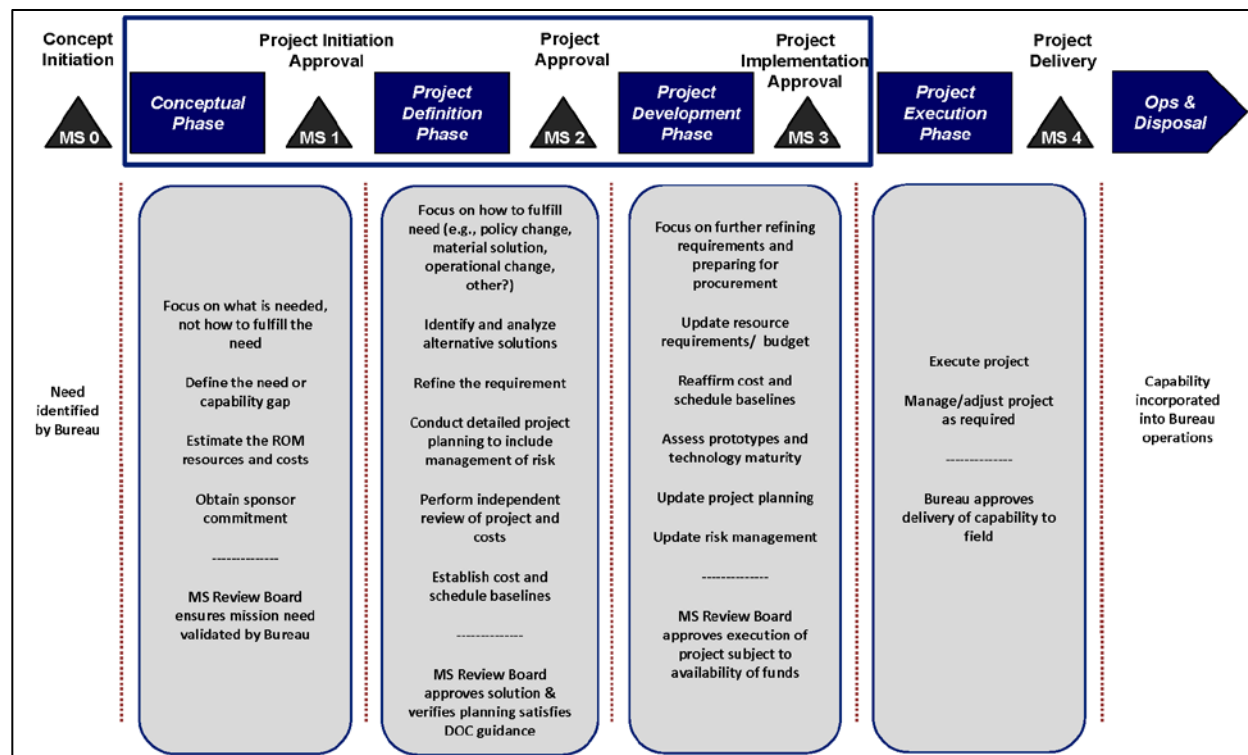 Concept
Initiation
MS 0
Conceptual
Phase
Project Initiation
Approval
MS 1
Project
Definition
Phase
Project
Approval
MS 2
Project
Development
Phase
Project
Implementation
Approval
MS 3
Project
Execution
Phase
Project
Delivery
MS 4
Ops &
Disposal
Need
identified
by Bureau
Focus on what is needed,
not how to fulfill the
need
Define the need or
capability gap
Estimate the ROM
resources and costs
Obtain sponsor
commitment
--------------
MS Review Board
ensures mission need
validated by Bureau
Focus on how to fulfill
need (e.g., policy change,
material solution,
operational change,
other?)
Identify and analyze
alternative solutions
Refine the requirement
Conduct detailed project
planning to include
management of risk
Perform independent
review of project and
costs
Establish cost and
schedule baselines
--------------
MS Review Board
approves solution &
verifies planning satisfies
DOC guidance
Focus on further refining
requirements and
preparing for
procurement
Update resource
requirements/ budget
Reaffirm cost and
schedule baselines
Assess prototypes and
technology maturity
Update project planning
Update risk management
--------------
MS Review Board
approves execution of
project subject to
availability of funds
Execute project
Manage/adjust project
as required
--------------
Bureau approves
delivery of capability to
field
Capability
incorporated
into Bureau
operations